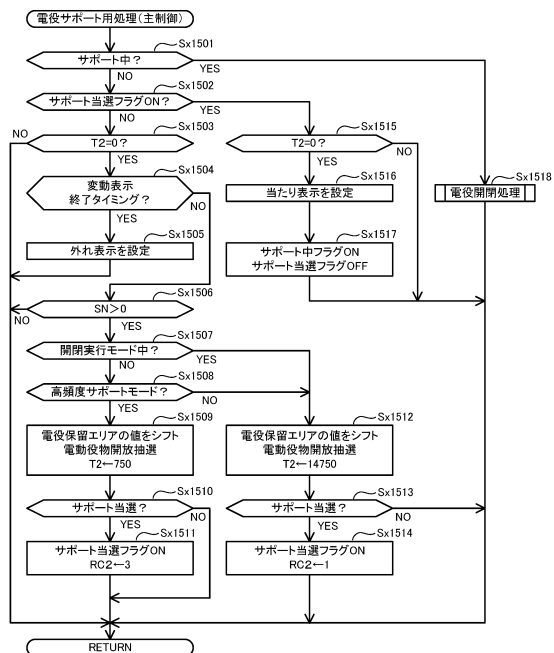 電役サポート用処理(主制御)
Sx1501
サポート中?
NO
YES
Sx1502
サポート当選フラグON?
YES
NO
Sx1503
NO
T2=0?
YES
Sx1504
変動表示
終了タイミング?
NO
YES
Sx1505
外れ表示を設定
Sx1515
T2=0?
NO
YES
Sx1516
当たり表示を設定
Sx1517
サポート中フラグON
サポート当選フラグOFF
Sx1518
電役開閉処理
Sx1506
SN>0
NO
YES
Sx1507
開閉実行モード中?
YES
NO
Sx1508
高頻度サポートモード?
NO
YES
Sx1509
電役保留エリアの値をシフト
電動役物開放抽選
T2←750
Sx1510
サポート当選?
NO
YES
Sx1511
サポート当選フラグON
RC2←3
Sx1512
電役保留エリアの値をシフト
電動役物開放抽選
T2←14750
Sx1513
サポート当選?
NO
YES
Sx1514
サポート当選フラグON
RC2←1
RETURN